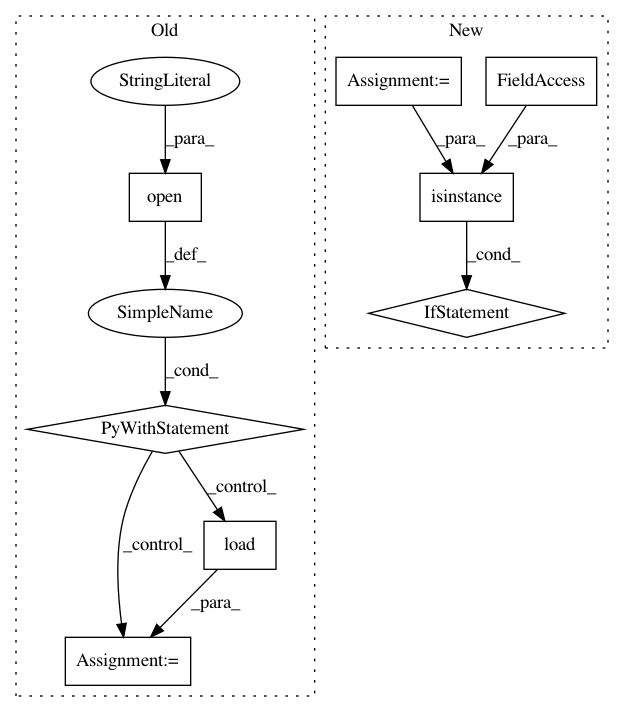 Old
StringLiteral
_para_
open
_def_
SimpleName
_cond_
PyWithStatement
_control_
_control_
load
_para_
Assignment:=
New
Assignment:=
FieldAccess
_para_
_para_
isinstance
_cond_
IfStatement